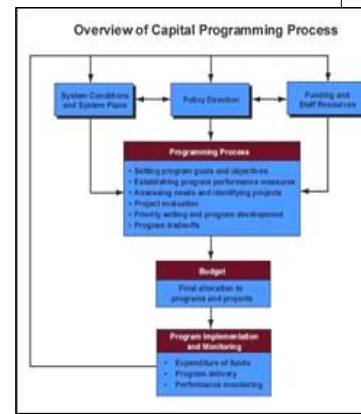 Overview of Capital Programming Process
System Conditions
and System Plans
Policy Direction
Funding and
Staff Resources
Programming Process
• Setting program goals and objectives
• Establishing program performance measures
• Assessing needs and identifying projects
• Project evaluation
• Priority setting and program development
• Program tradeoffs
Budget
Final allocation to
programs and projects
Program Implementation
and Monitoring
• Expenditure of funds
• Program delivery
• Performance monitoring